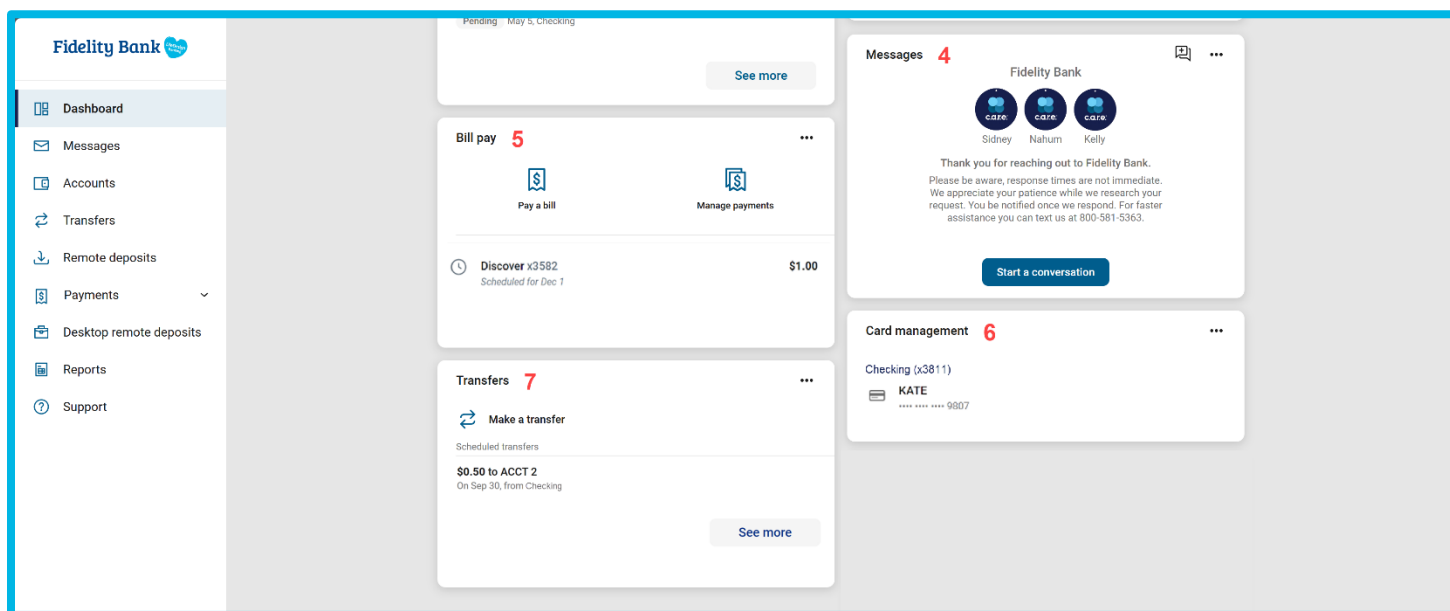 Fidelity Bank
Dashboard
Messages
Accounts
Transfers
Remote deposits
Payments
Desktop remote deposits
Reports
Support
Pending May 5, Checking
See more
Bill pay 5
Pay a bill
Manage payments
Discover x3582
$1.00
Scheduled for Dec 1
Transfers 7
Make a transfer
Scheduled transfers
$0.50 to ACCT 2
On Sep 30, from Checking
See more
Messages 4
Fidelity Bank
c.a.r.e. c.a.r.e. c.a.r.e.
Sidney Nahum Kelly
Thank you for reaching out to Fidelity Bank.
Please be aware, response times are not immediate.
We appreciate your patience while we research your
request. You be notified once we respond. For faster
assistance you can text us at 800-581-5363.
Start a conversation
Card management 6
Checking (x3811)
KATE
•••• •••• •••• 9807